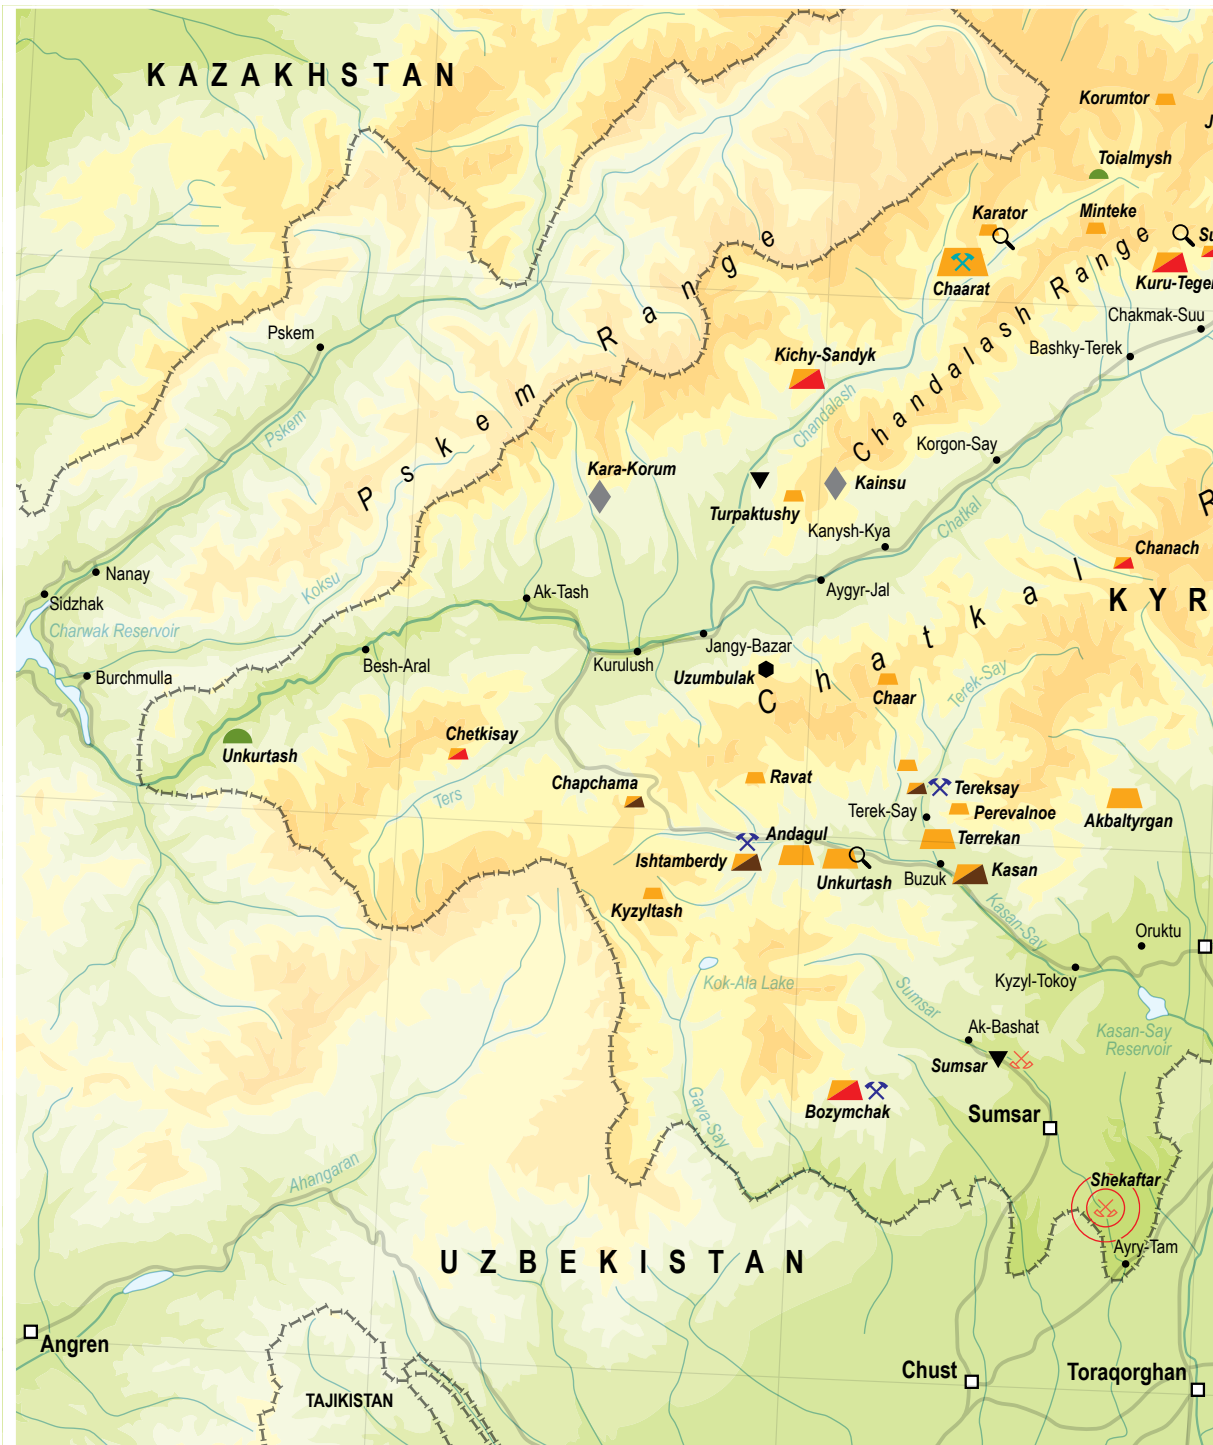 KAZAKHSTAN
Korumtor
J
Toialmysh
Karator
Minteke
Su
Chaarat
Kuru-Teger
Pskem Range
Chandalash Range
Chakmak-Suu
Pskem
Bashky-Terek
Kichy-Sandyk
Chandalash
Pskem
Korgon-Say
Kara-Korum
Kainsu
R
Turpaktushy
Chatkal
Kanysh-Kya
Chanach
Nanay
Koksu
Ak-Tash
Aygyr-Jal
Chatkal
KYR
Sidzhak
Charwak Reservoir
Jangy-Bazar
Besh-Aral
Kurulush
Burchmulla
Uzumbulak
Terek-Say
Chaar
Chetkisay
Unkurtash
Ravat
Chapchama
Tereksay
Ters
Terek-Say
Perevalnoe
Akbaltyrgan
Andagul
Terrekan
Ishtamberdy
Unkurtash
Buzuk
Kasan
Kyzyltash
Kasan-Say
Oruktu
Kok-Ala Lake
Kyzyl-Tokoy
Sumsar
Ak-Bashat
Kasan-Say
Reservoir
Sumsar
Bozymchak
Sumsar
Gava-Say
Ahangaran
Shekaftar
UZBEKISTAN
Ayry-Tam
Angren
Chust
Toraqorghan
TAJIKISTAN